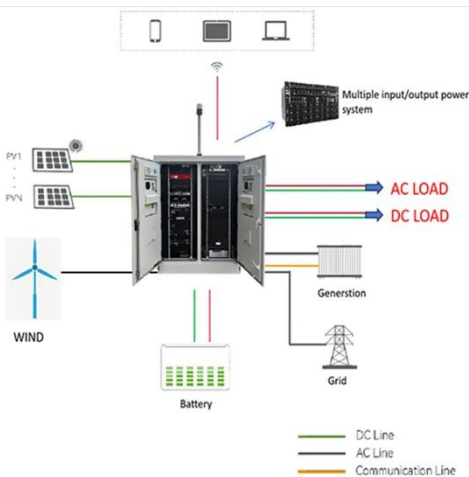 Multiple input/output power
system
PV1
PVN
AC LOAD
DC LOAD
WIND
Generstion
Grid
Battery
DC Line
AC Line
Communication Line